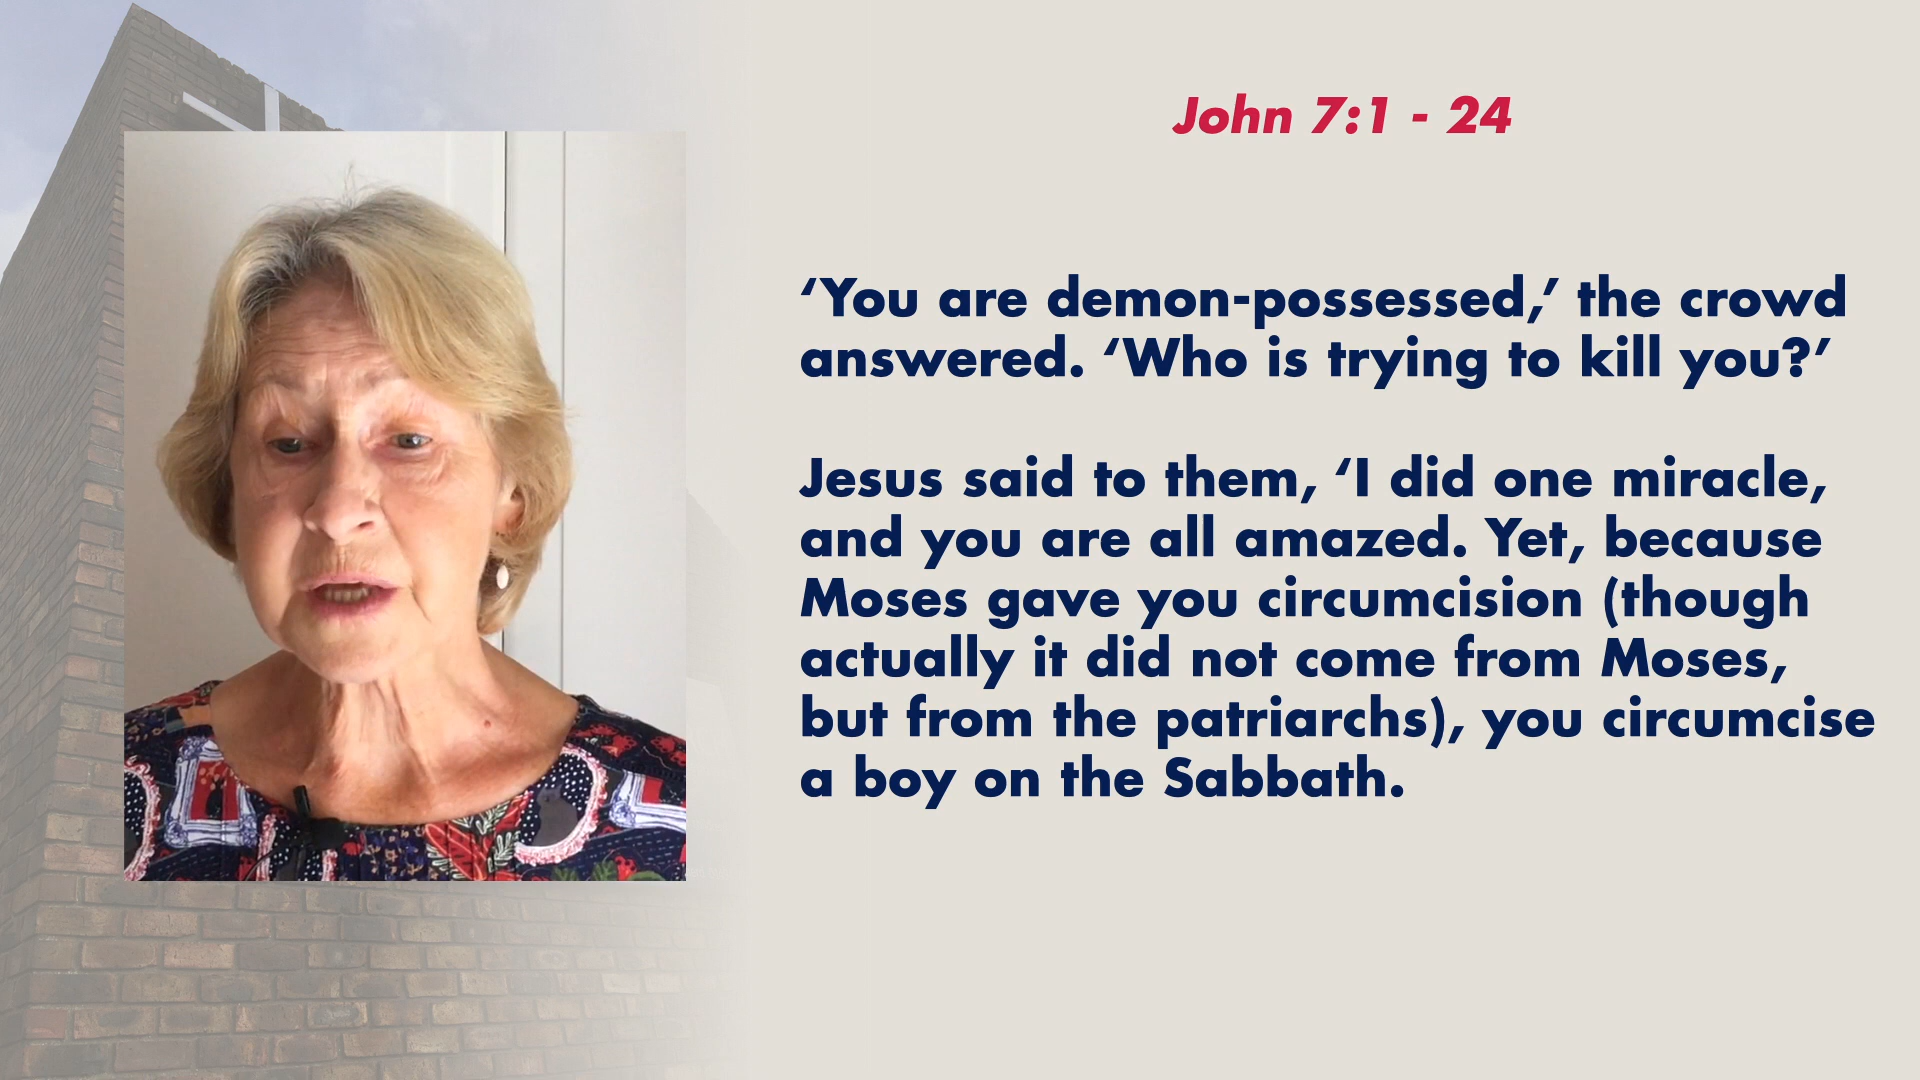 John 7:1 - 24
‘You are demon-possessed,’ the crowd
answered. ‘Who is trying to kill you?’
Jesus said to them, ‘I did one miracle,
and you are all amazed. Yet, because
Moses gave you circumcision (though
actually it did not come from Moses,
but from the patriarchs), you circumcise
a boy on the Sabbath.